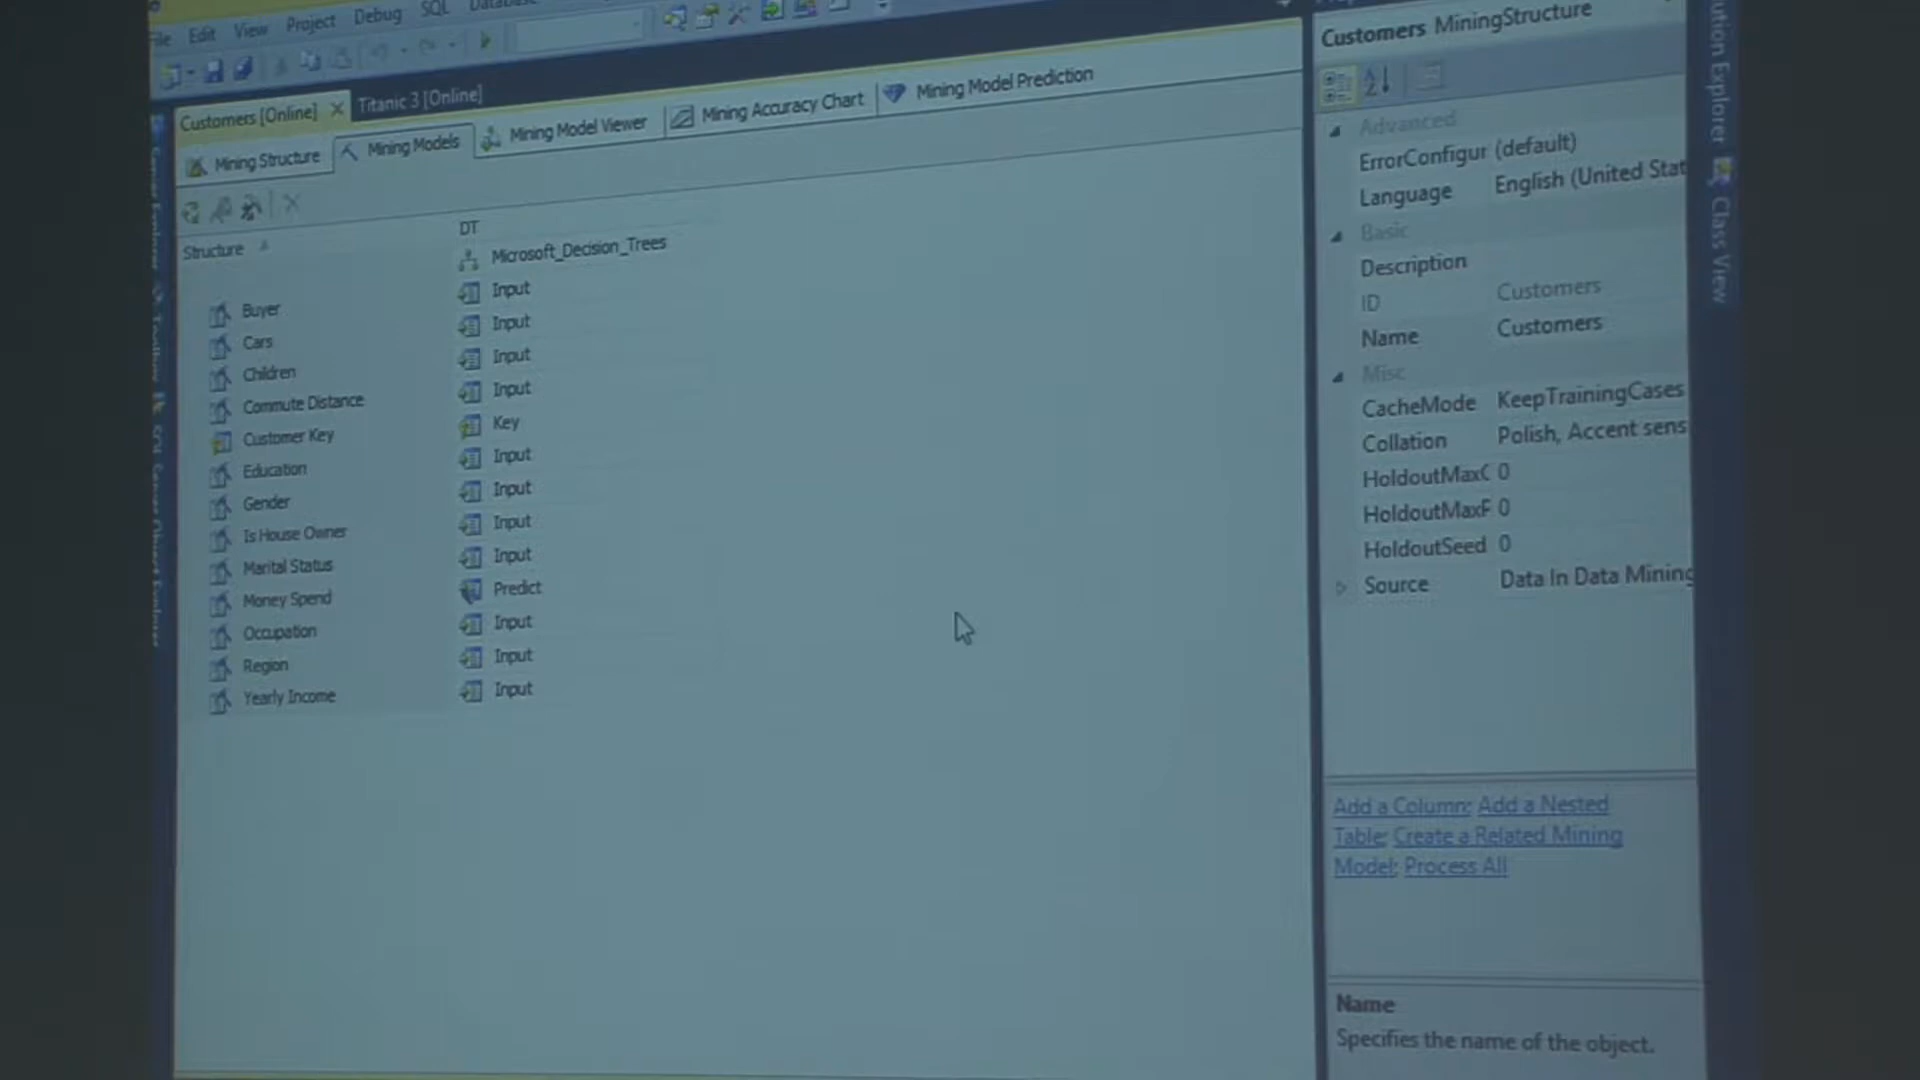 File Edit View Project Debug SQL
Customers [Online] Titanic 3 [Online]
Mining Structure Mining Models Mining Model Viewer Mining Accuracy Chart Mining Model Prediction
Structure DT
Microsoft_Decision_Trees
Buyer Input
Cars Input
Children Input
Commute Distance Input
Customer Key Key
Education Input
Gender Input
Is House Owner Input
Marital Status Input
Money Spend Predict
Occupation Input
Region Input
Yearly Income Input
Customers MiningStructure
Advanced
ErrorConfigur (default)
Language English (United Stat
Basic
Description
ID Customers
Name Customers
Misc
CacheMode KeepTrainingCases
Collation Polish, Accent sens
HoldoutMaxC 0
HoldoutMaxP 0
HoldoutSeed 0
Source Data In Data Mining
Add a Column; Add a Nested
Table; Create a Related Mining
Model; Process All
Name
Specifies the name of the object.
ution Explorer
Class View